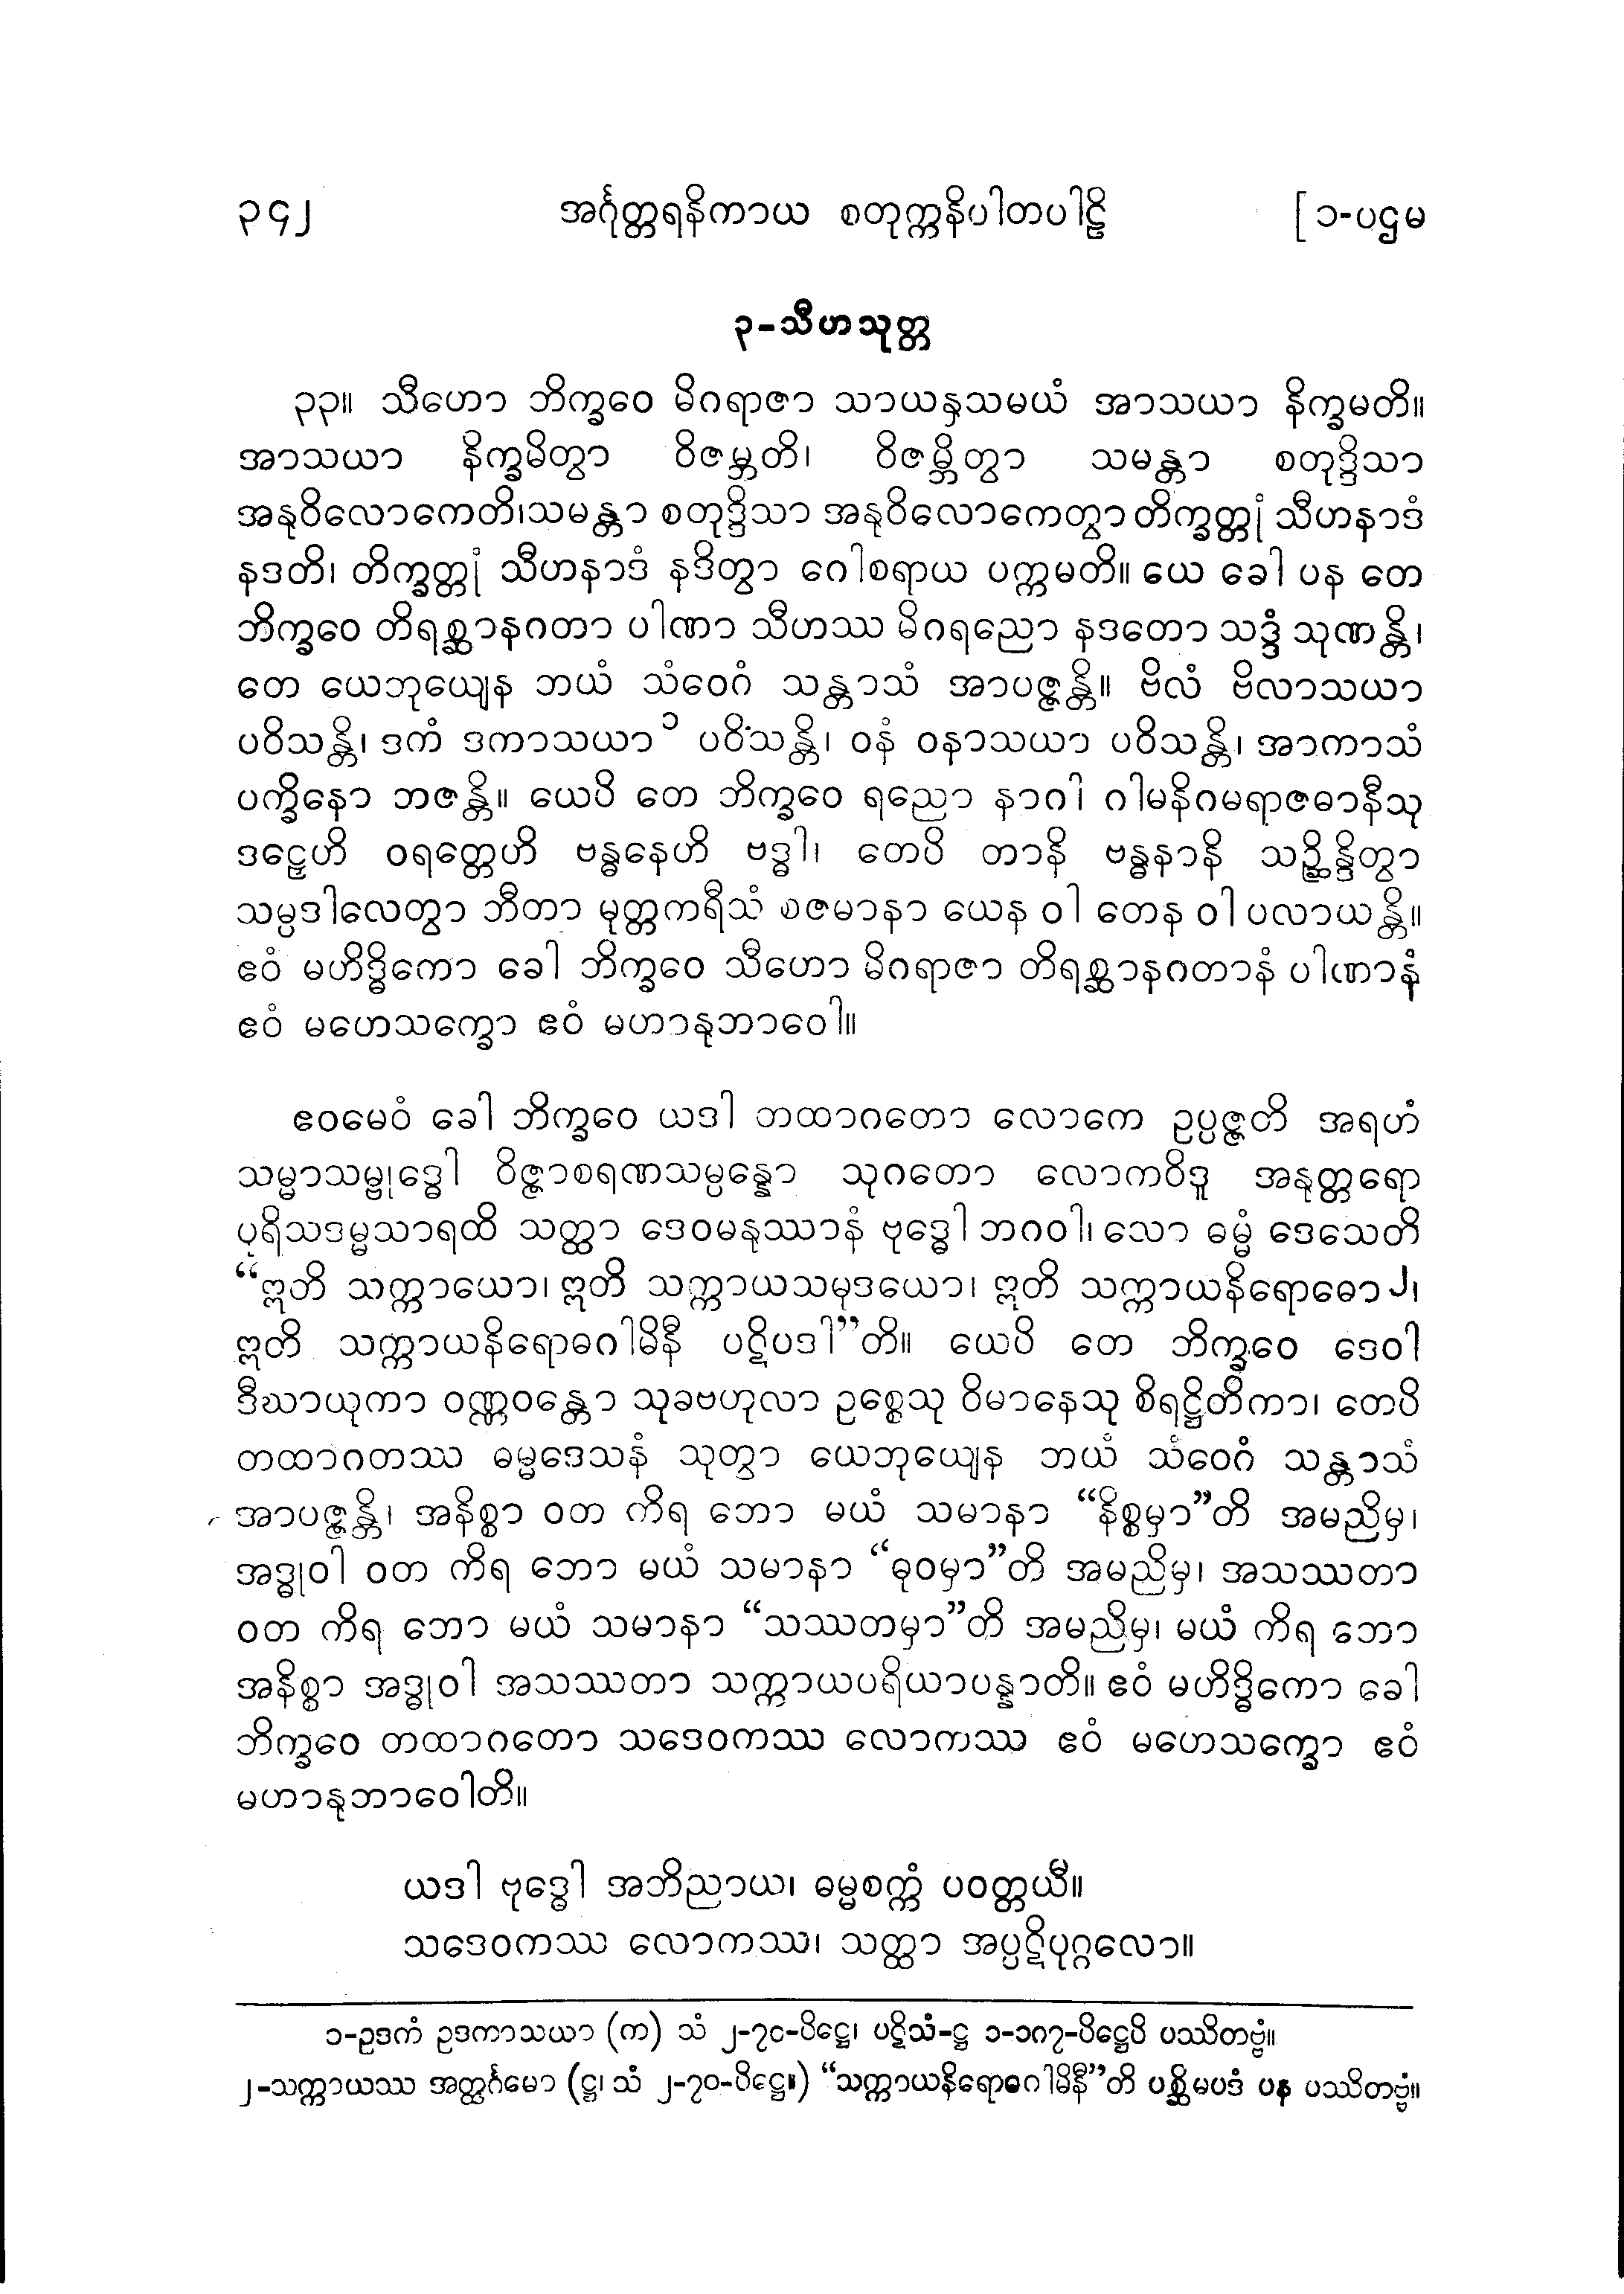 ၃၄၂ အင်္ဂုတ္တရနိကာယ စတုက္ကနိပါတပါဠိ [၁-ပဌမ
၃-သီဟသုတ္တ
၃၃။ သီဟော ဘိက္ခဝေ မိဂရာဇာ သာယနှသမယံ အာသယာ နိက္ခမတိ။
အာသယာ နိက္ခမိတွာ ဝိဇမ္ဘတိ၊ ဝိဇမ္ဘိတွာ သမန္တာ စတုဒ္ဒိသာ
အနုဝိလောကေတိ၊သမန္တာ စတုဒ္ဒိသာ အနုဝိလောကေတွာ တိက္ခတ္တုံ သီဟနာဒံ
နဒတိ၊ တိက္ခတ္တုံ သီဟနာဒံ နဒိတွာ ဂေါစရာယ ပက္ကမတိ။ ယေ ခေါ ပန တေ
ဘိက္ခဝေ တိရစ္ဆာနဂတာ ပါဏာ သီဟဿ မိဂရညော နဒတော သဒ္ဒံ သုဏန္တိ၊
တေ ယေဘုယျေန ဘယံ သံဝေဂံ သန္တာသံ အာပဇ္ဇန္တိ။ ဗိလံ ဗိလာသယာ
ပဝိသန္တိ၊ ဒကံ ဒကာသယာ ၁ ပဝိသန္တိ၊ ဝနံ ဝနာသယာ ပဝိသန္တိ၊ အာကာသံ
ပက္ခိနော ဘဇန္တိ။ ယေပိ တေ ဘိက္ခဝေ ရညော နာဂါ ဂါမနိဂမရာဇဓာနီသု
ဒဠှေဟိ ဝရတ္တေဟိ ဗန္ဓနေဟိ ဗဒ္ဓါ၊ တေပိ တာနိ ဗန္ဓနာနိ သဉ္ဆိန္ဒိတွာ
သမ္ပဒါလေတွာ ဘီတာ မုတ္တကရီသံ စဇမာနာ ယေန ဝါ တေန ဝါ ပလာယန္တိ။
ဧဝံ မဟိဒ္ဓိကော ခေါ ဘိက္ခဝေ သီဟော မိဂရာဇာ တိရစ္ဆာနဂတာနံ ပါဏာနံ
ဧဝံ မဟေသက္ခော ဧဝံ မဟာနုဘာဝေါ။
ဧဝမေဝံ ခေါ ဘိက္ခဝေ ယဒါ တထာဂတော လောကေ ဥပ္ပဇ္ဇတိ အရဟံ
သမ္မာသမ္ဗုဒ္ဓေါ ဝိဇ္ဇာစရဏသမ္ပန္နော သုဂတော လောကဝိဒူ အနုတ္တရော
ပုရိသဒမ္မသာရထိ သတ္ထာ ဒေဝမနုဿာနံ ဗုဒ္ဓေါ ဘဂဝါ၊ သော ဓမ္မံ ဒေသေတိ
“ဣတိ သက္ကာယော၊ ဣတိ သက္ကာယသမုဒယော၊ ဣတိ သက္ကာယနိရောဓော ၂၊
ဣတိ သက္ကာယနိရောဓဂါမိနီ ပဋိပဒါ”တိ။ ယေပိ တေ ဘိက္ခဝေ ဒေဝါ
ဒီဃာယုကာ ဝဏ္ဏဝန္တော သုခဗဟုလာ ဥစ္စေသု ဝိမာနေသု စိရဋ္ဌိတိကာ၊ တေပိ
တထာဂတဿ ဓမ္မဒေသနံ သုတွာ ယေဘုယျေန ဘယံ သံဝေဂံ သန္တာသံ
အာပဇ္ဇန္တိ၊ အနိစ္စာ ဝတ ကိရ ဘော မယံ သမာနာ “နိစ္စမှာ”တိ အမညိမှ၊
အဒ္ဓုဝါ ဝတ ကိရ ဘော မယံ သမာနာ “ဓုဝမှာ”တိ အမညိမှ၊ အသဿတာ
ဝတ ကိရ ဘော မယံ သမာနာ “သဿတမှာ”တိ အမညိမှ၊ မယံ ကိရ ဘော
အနိစ္စာ အဒ္ဓုဝါ အသဿတာ သက္ကာယပရိယာပန္နာတိ။ ဧဝံ မဟိဒ္ဓိကော ခေါ
ဘိက္ခဝေ တထာဂတော သဒေဝကဿ လောကဿ ဧဝံ မဟေသက္ခော ဧဝံ
မဟာနုဘာဝေါတိ။
ယဒါ ဗုဒ္ဓေါ အဘိညာယ၊ ဓမ္မစက္ကံ ပဝတ္တယီ။
သဒေဝကဿ လောကဿ၊ သတ္ထာ အပ္ပဋိပုဂ္ဂလော။
၁-ဥဒကံ ဥဒကာသယာ (က) သံ ၂-၇၀-ပိဋ္ဌေ၊ ပဋိသံ-ဋ္ဌ ၁-၁၈၇-ပိဋ္ဌေပိ ပဿိတဗ္ဗံ။
၂-သက္ကာယဿ အတ္ထင်္ဂမော (ဋ္ဌ၊ သံ ၂-၇၀-ပိဋ္ဌေ။) “သက္ကာယနိရောဓဂါမိနီ”တိ ပစ္ဆိမပဒံ ပန ပဿိတဗ္ဗံ။